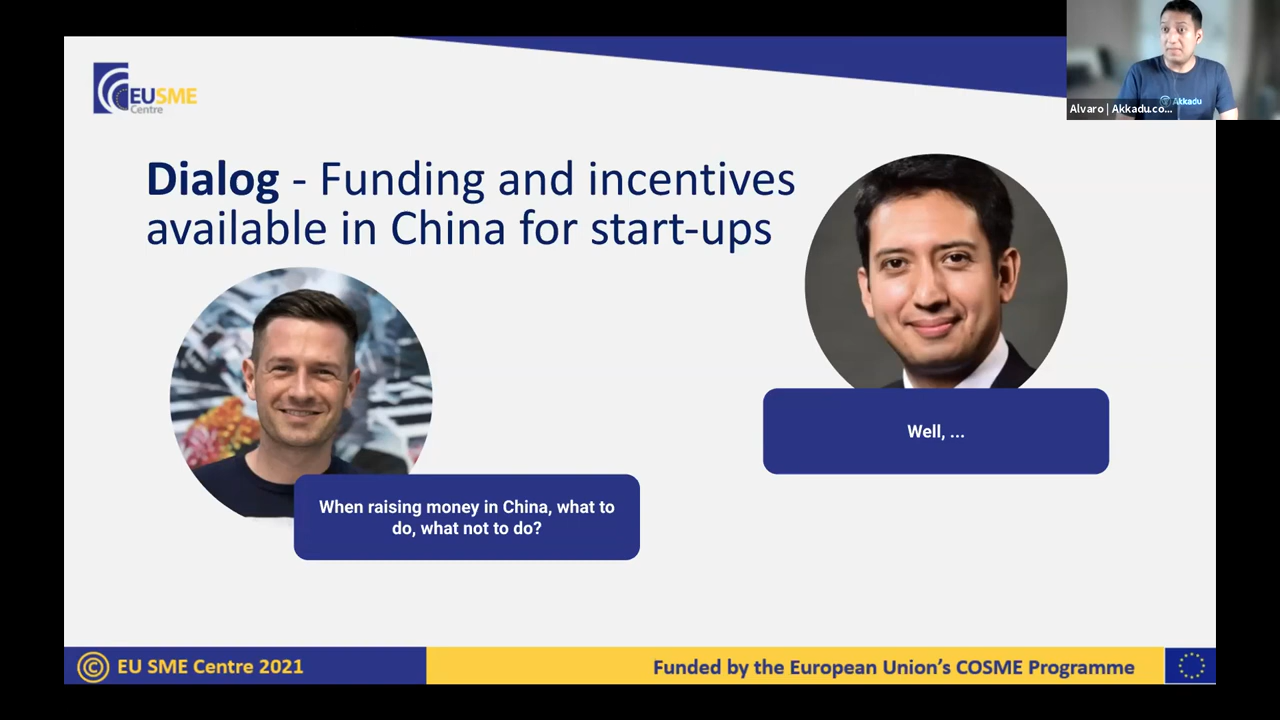 EUSME
Centre
Dialog - Funding and incentives
available in China for start-ups
Akkadu
Alvaro | Akkadu.co...
Well, ...
When raising money in China, what to
do, what not to do?
© EU SME Centre 2021
Funded by the European Union's COSME Programme